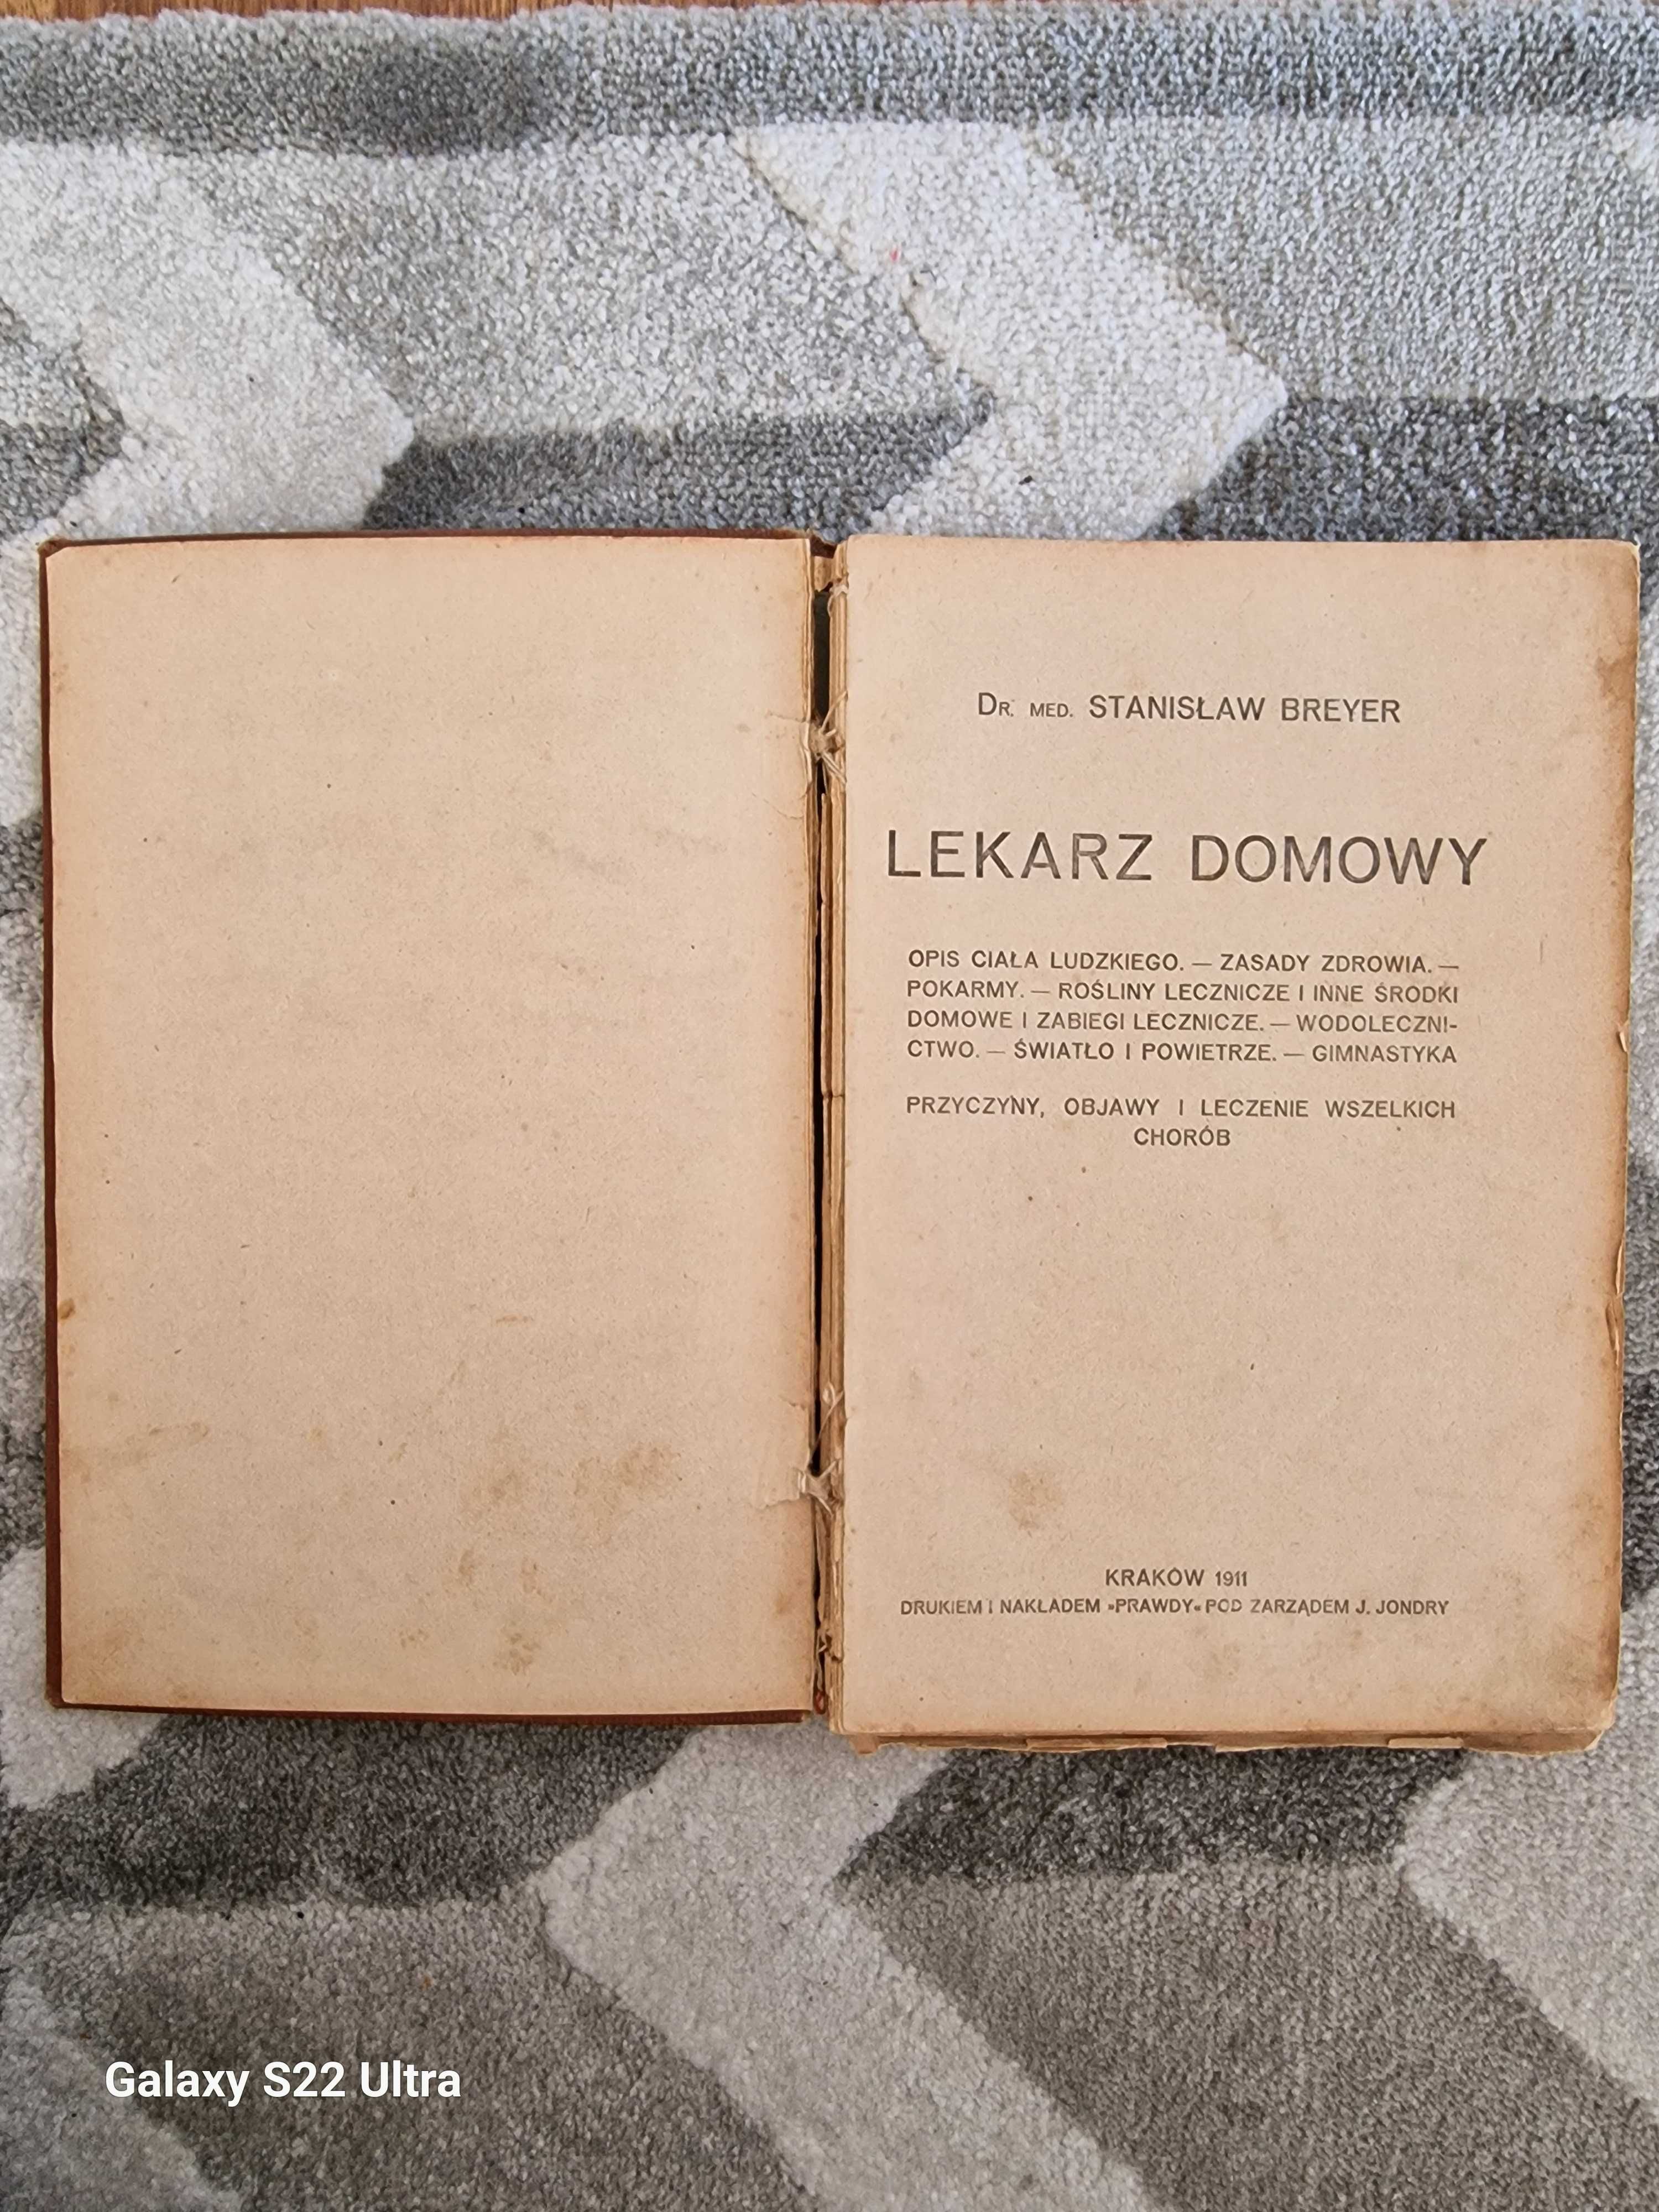 DR. MED. STANISŁAW BREYER
LEKARZ DOMOWY
OPIS CIAŁA LUDZKIEGO. — ZASADY ZDROWIA. —
POKARMY. — ROŚLINY LECZNICZE I INNE ŚRODKI
DOMOWE I ZABIEGI LECZNICZE. — WODOLECZNI-
CTWO. — ŚWIATŁO I POWIETRZE. — GIMNASTYKA
PRZYCZYNY, OBJAWY I LECZENIE WSZELKICH
CHORÓB
KRAKÓW 1911
DRUKIEM I NAKŁADEM »PRAWDY« POD ZARZĄDEM J. JONDRY
Galaxy S22 Ultra